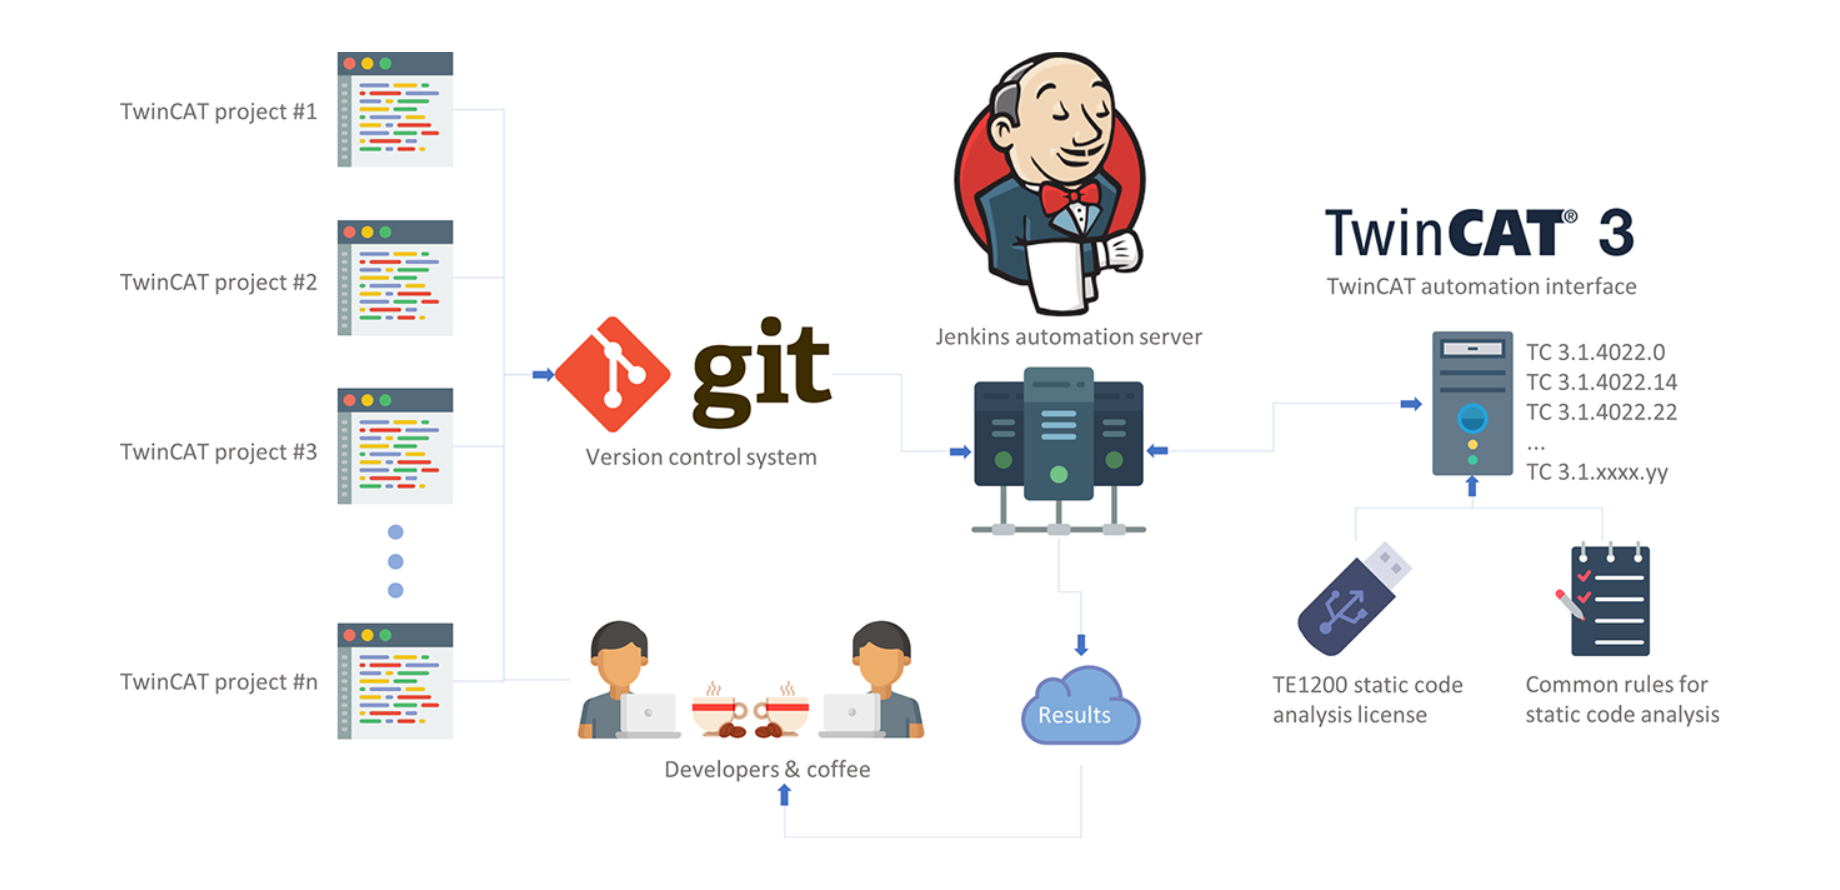 TwinCAT project #1
TwinCAT project #2
TwinCAT project #3
TwinCAT project #n
git
Version control system
Developers & coffee
Jenkins automation server
Results
TwinCAT® 3
TwinCAT automation interface
TC 3.1.4022.0
TC 3.1.4022.14
TC 3.1.4022.22
...
TC 3.1.xxxx.yy
TE1200 static code
analysis license
Common rules for
static code analysis